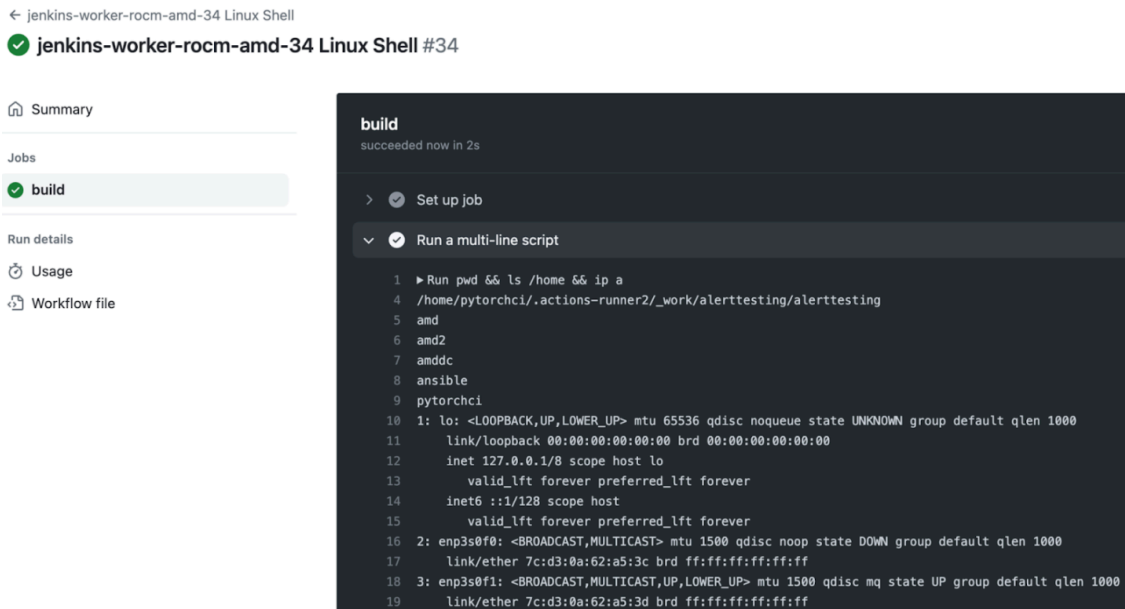 ← jenkins-worker-rocm-amd-34 Linux Shell
jenkins-worker-rocm-amd-34 Linux Shell #34
Summary
Jobs
build
Run details
Usage
Workflow file
build
succeeded now in 2s
Set up job
Run a multi-line script
1 ▶ Run pwd && ls /home && ip a
4 /home/pytorchci/.actions-runner2/_work/alerttesting/alerttesting
5 amd
6 amd2
7 amddc
8 ansible
9 pytorchci
10 1: lo: <LOOPBACK,UP,LOWER_UP> mtu 65536 qdisc noqueue state UNKNOWN group default qlen 1000
11 link/loopback 00:00:00:00:00:00 brd 00:00:00:00:00:00
12 inet 127.0.0.1/8 scope host lo
13 valid_lft forever preferred_lft forever
14 inet6 ::1/128 scope host
15 valid_lft forever preferred_lft forever
16 2: enp3s0f0: <BROADCAST,MULTICAST> mtu 1500 qdisc noop state DOWN group default qlen 1000
17 link/ether 7c:d3:0a:62:a5:3c brd ff:ff:ff:ff:ff:ff
18 3: enp3s0f1: <BROADCAST,MULTICAST,UP,LOWER_UP> mtu 1500 qdisc mq state UP group default qlen 1000
19 link/ether 7c:d3:0a:62:a5:3d brd ff:ff:ff:ff:ff:ff